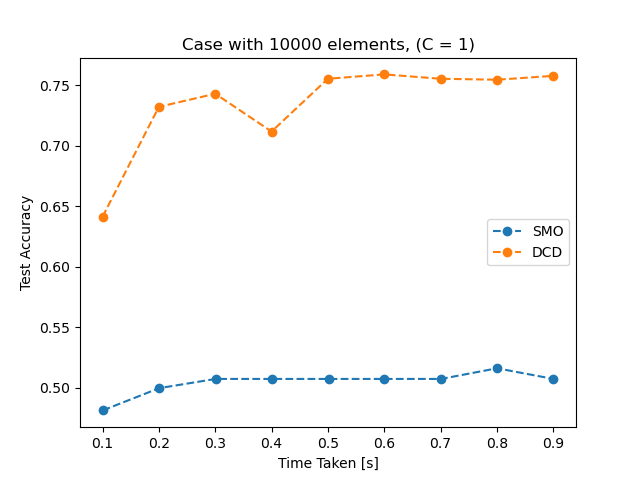 Case with 10000 elements, (C = 1)
0.75
0.70
0.65
0.60
0.55
0.50
Test Accuracy
SMO
DCD
0.1 0.2 0.3 0.4 0.5 0.6 0.7 0.8 0.9
Time Taken [s]